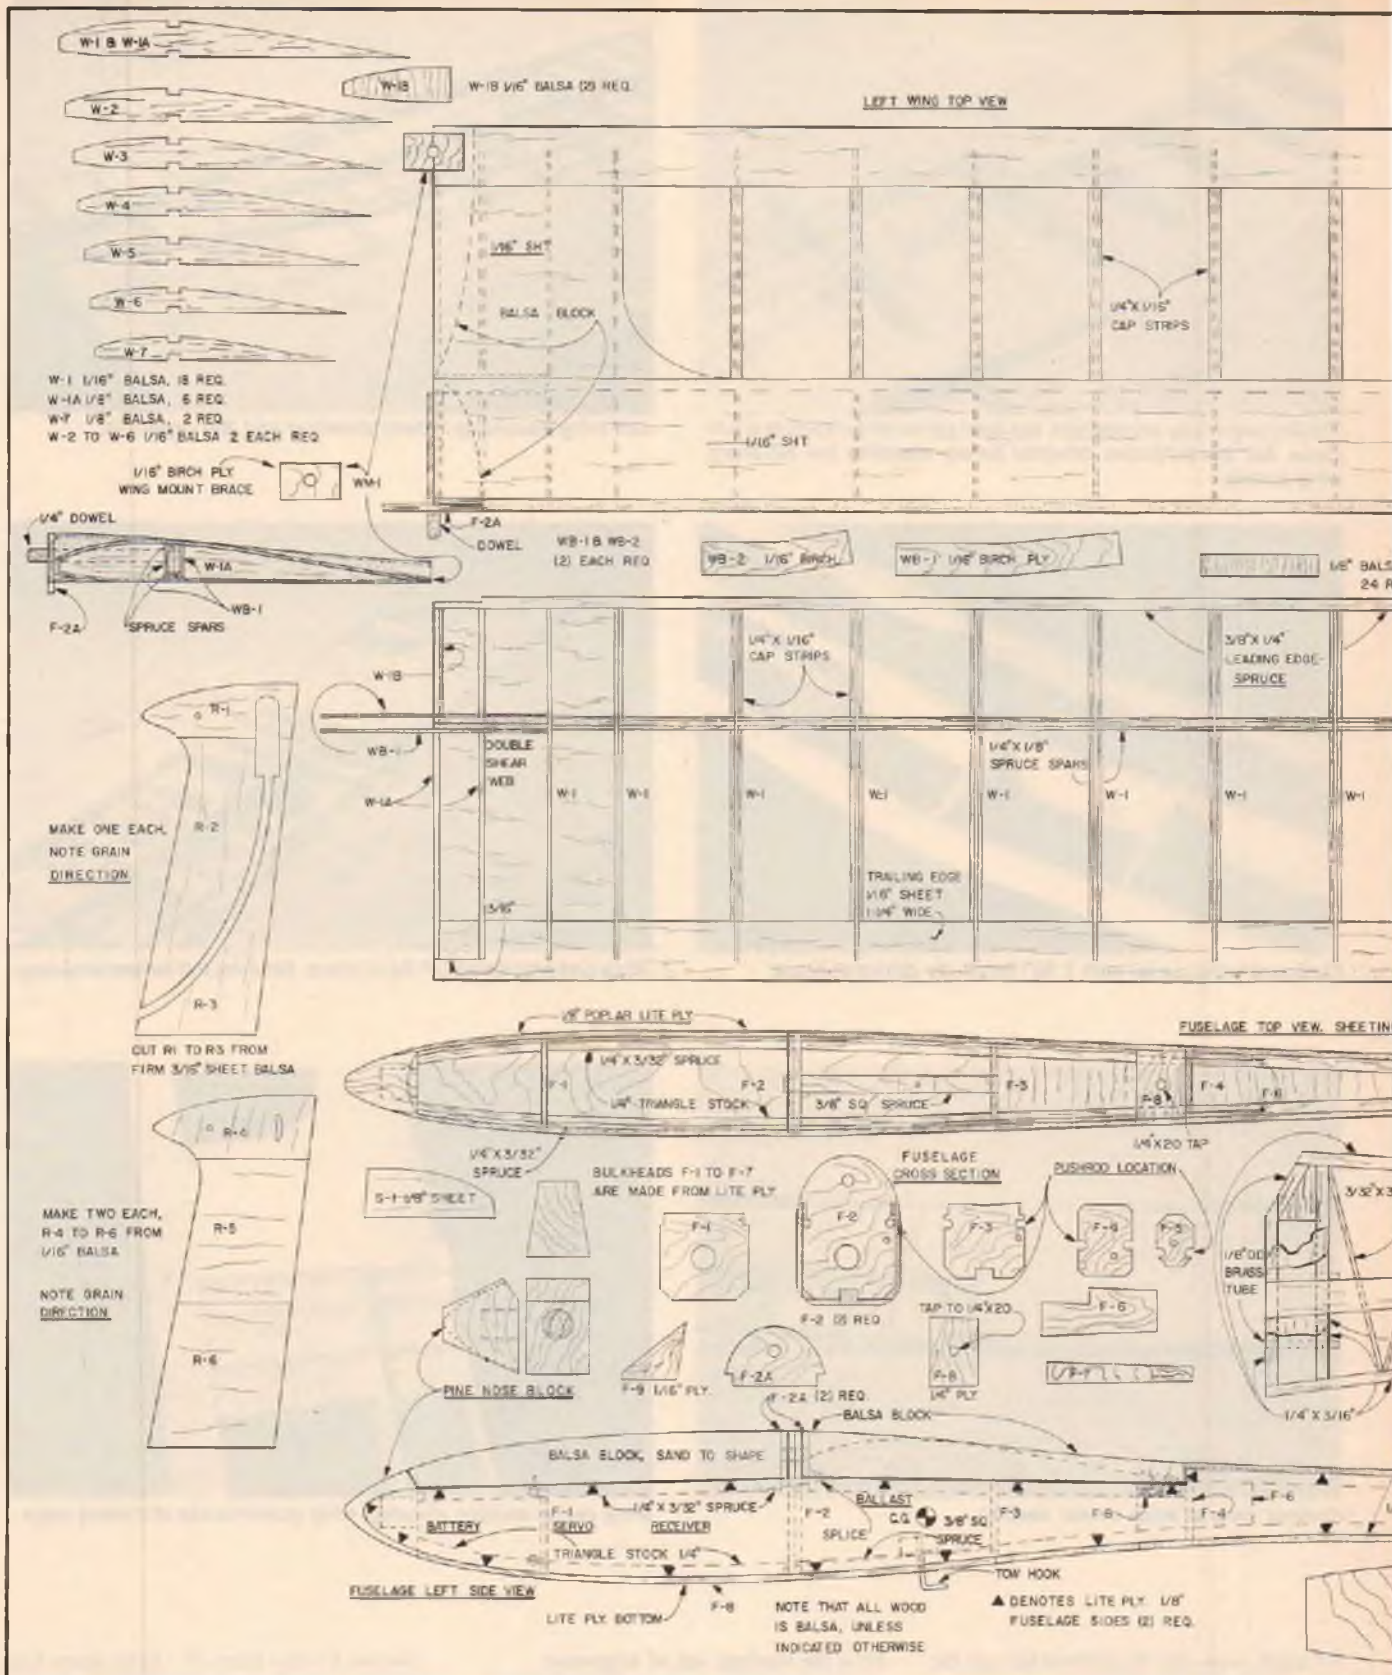 W-1 & W-1A
W-2
W-3
W-4
W-5
W-6
W-7
W-1B
W-1B 1/16" BALSA (2) REQ.
LEFT WING TOP VIEW
1/16" SHT
BALSA BLOCK
1/4" X 1/16"
CAP STRIPS
1/16" SHT
W-1 1/16" BALSA, 18 REQ.
W-1A 1/8" BALSA, 6 REQ.
W-7 1/8" BALSA, 2 REQ.
W-2 TO W-6 1/16" BALSA 2 EACH REQ.
1/16" BIRCH PLY.
WING MOUNT BRACE
WM-1
1/4" DOWEL
W-1A
WB-1
F-2A
SPRUCE SPARS
F-2A
DOWEL
WB-1 & WB-2
(2) EACH REQ.
WB-2 1/16" BIRCH
WB-1 1/16" BIRCH PLY
24 R
W-1B
WB-1
W-1A
DOUBLE
SHEAR
WEB
1/4" X 1/16"
CAP STRIPS
3/8" X 1/4"
LEADING EDGE-
SPRUCE
1/4" X 1/8"
SPRUCE SPARS
W-1
W-1
W-1
W-1
W-1
W-1
W-1
W-1
TRAILING EDGE
1/16" SHEET
1-1/4" WIDE
3/16"
R-1
R-2
R-3
MAKE ONE EACH,
NOTE GRAIN
DIRECTION
CUT R1 TO R3 FROM
FIRM 3/16" SHEET BALSA
R-4
R-5
R-6
MAKE TWO EACH,
R-4 TO R-6 FROM
1/16" BALSA
NOTE GRAIN
DIRECTION
1/8" POPLAR LITE PLY
FUSELAGE TOP VIEW. SHEETIN
F-1
1/4" X 3/32" SPRUCE
1/4" TRIANGLE STOCK
F-2
3/8" SQ. SPRUCE
F-3
F-8
F-4
F-6
1/4" X 3/32"
SPRUCE
1/4" X 20 TAP
S-1 1/8" SHEET
BULKHEADS F-1 TO F-7
ARE MADE FROM LITE PLY.
FUSELAGE
CROSS SECTION
PUSHROD LOCATION
F-1
F-2
F-3
F-4
F-5
F-2 (2) REQ.
TAP TO 1/4" X 20
F-6
PINE NOSE BLOCK
F-9 1/16" PLY.
F-2A
F-2A (2) REQ.
F-8
1/4" PLY
1/8" OD
BRASS
TUBE
3/32" X 3
1/4" X 3/16"
BALSA BLOCK
BALSA BLOCK, SAND TO SHAPE
BATTERY
F-1
SERVO
1/4" X 3/32" SPRUCE
RECEIVER
TRIANGLE STOCK 1/4"
F-2
SPLICE
BALLAST
C.G.
3/8" SQ.
SPRUCE
F-3
F-8
F-4
F-6
TOW HOOK
FUSELAGE LEFT SIDE VIEW
LITE PLY. BOTTOM
F-8
NOTE THAT ALL WOOD
IS BALSA, UNLESS
INDICATED OTHERWISE
▲ DENOTES LITE PLY. 1/8"
FUSELAGE SIDES (2) REQ.